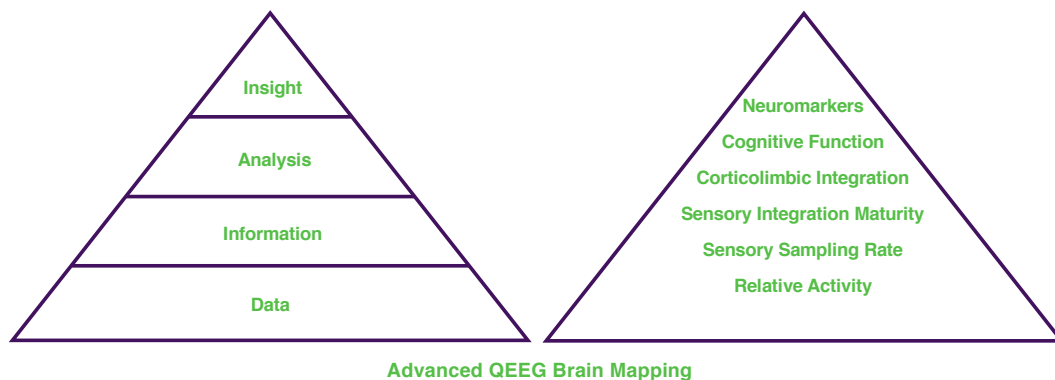 Insight
Analysis
Information
Data
Neuromarkers
Cognitive Function
Corticolimbic Integration
Sensory Integration Maturity
Sensory Sampling Rate
Relative Activity
Advanced QEEG Brain Mapping